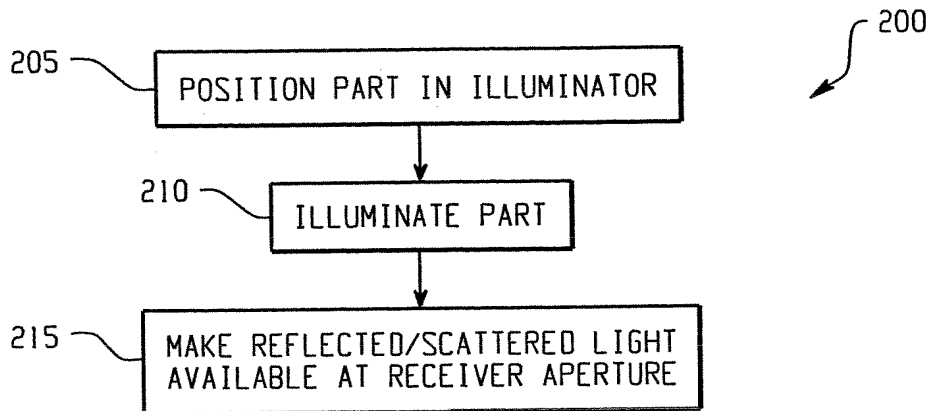 200
205
POSITION PART IN ILLUMINATOR
210
ILLUMINATE PART
215
MAKE REFLECTED/SCATTERED LIGHT
AVAILABLE AT RECEIVER APERTURE